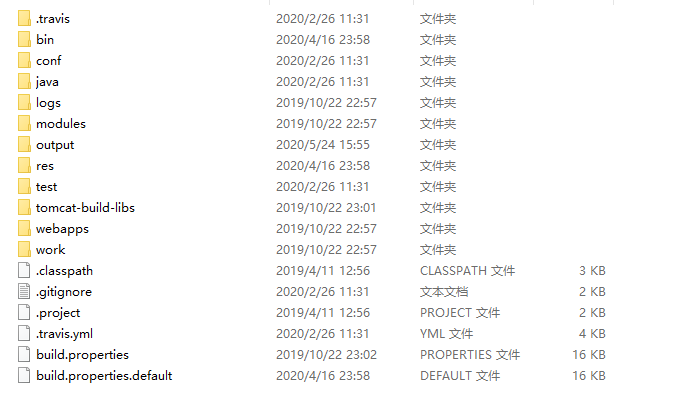 .travis 2020/2/26 11:31 文件夹
bin 2020/4/16 23:58 文件夹
conf 2020/2/26 11:31 文件夹
java 2020/2/26 11:31 文件夹
logs 2019/10/22 22:57 文件夹
modules 2019/10/22 22:57 文件夹
output 2020/5/24 15:55 文件夹
res 2020/4/16 23:58 文件夹
test 2020/2/26 11:31 文件夹
tomcat-build-libs 2019/10/22 23:01 文件夹
webapps 2019/10/22 22:57 文件夹
work 2019/10/22 22:57 文件夹
.classpath 2019/4/11 12:56 CLASSPATH 文件 3 KB
.gitignore 2020/2/26 11:31 文本文档 2 KB
.project 2019/4/11 12:56 PROJECT 文件 2 KB
.travis.yml 2020/2/26 11:31 YML 文件 4 KB
build.properties 2019/10/22 23:02 PROPERTIES 文件 16 KB
build.properties.default 2020/4/16 23:58 DEFAULT 文件 16 KB